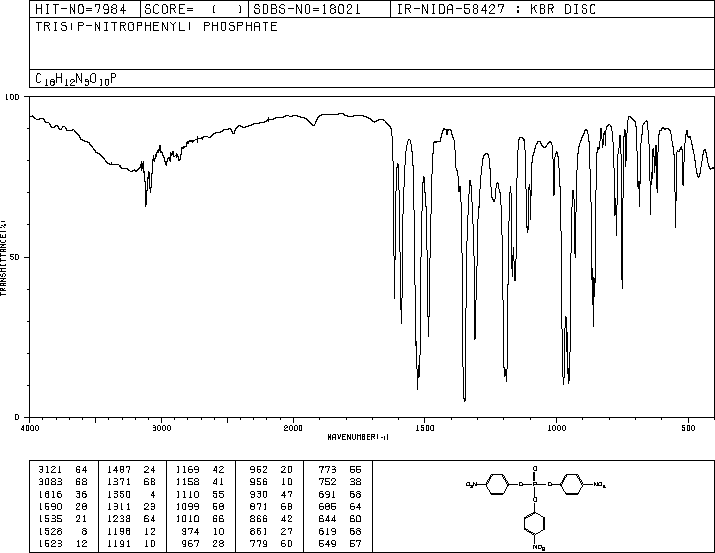 HIT-NO=7984 SCORE= ( ) SDBS-NO=18021 IR-NIDA-58427 : KBR DISC
TRIS(P-NITROPHENYL) PHOSPHATE
C18H12N3O10P
100
50
0
TRANSMITTANCE(%)
4000 3000 2000 1500 1000 500
WAVENUMBER(-1)
3121 64 1487 24 1169 42 962 20 773 55
3083 68 1371 68 1158 41 956 10 752 38
1616 36 1350 4 1110 55 930 47 691 68
1590 28 1311 23 1099 60 871 68 686 64
1535 21 1238 64 1010 66 866 42 644 60
1528 8 1198 12 974 10 861 27 619 68
1523 12 1191 10 967 28 779 60 549 57
O
O2N O P O NO2
O
NO2